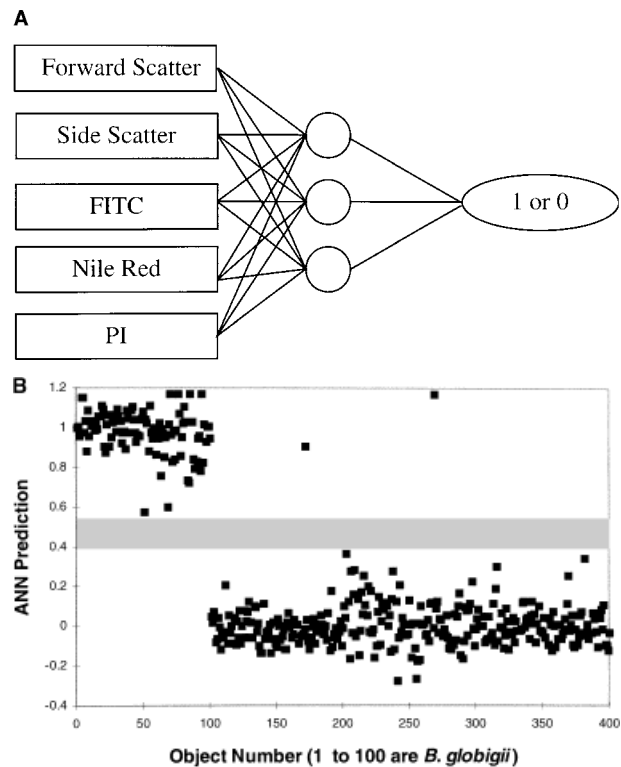 A
Forward Scatter
Side Scatter
FITC
Nile Red
PI
1 or 0
B
ANN Prediction
1.2
1
0.8
0.6
0.4
0.2
0
-0.2
-0.4
0 50 100 150 200 250 300 350 400
Object Number (1 to 100 are B. globigii)